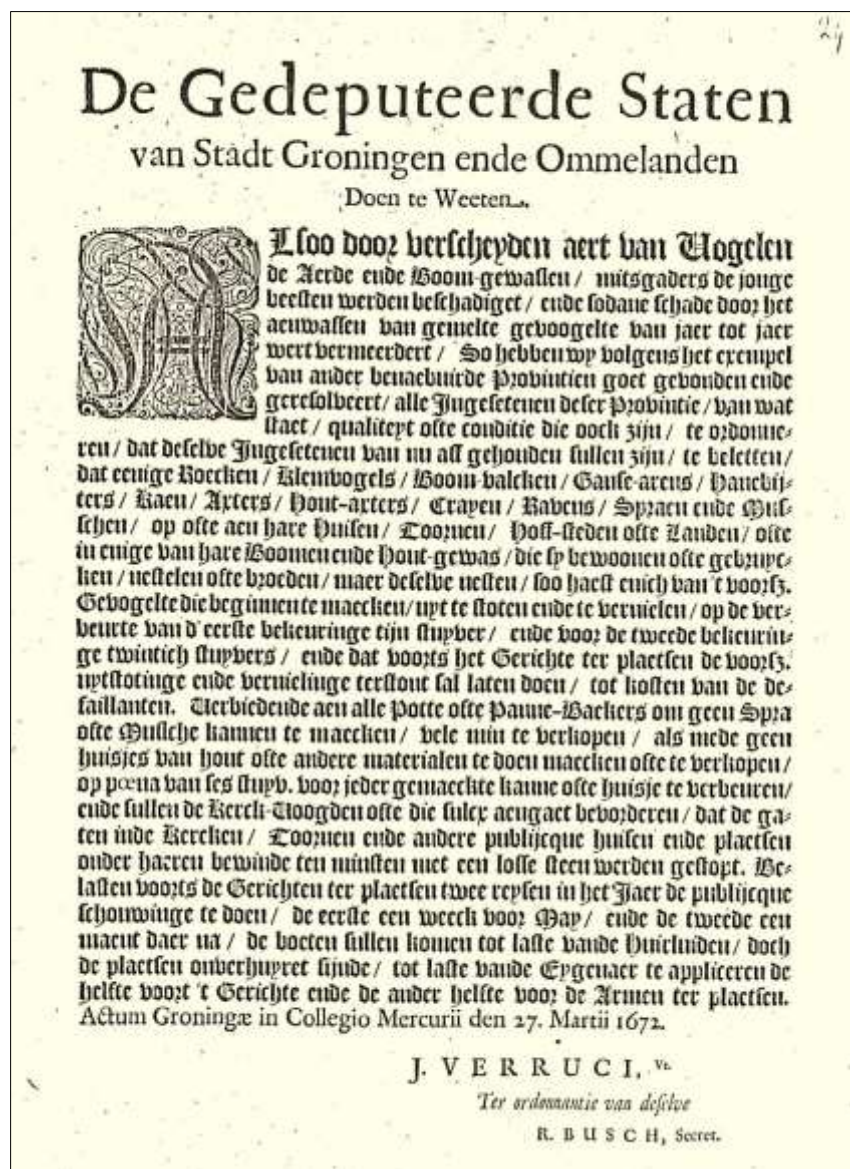 24
De Gedeputeerde Staten
van Stadt Groningen ende Ommelanden
Doen te Weeten.
ALsoo door verscheyden aert van Vogelen
de Aerde ende Boom-gewassen / mitsgaders de jonge
beesten werden beschadiget / ende sodane schade door het
aenwassen van gemelte gevoogelte van jaer tot jaer
wert vermeerdert / So hebben wy volgens het exempel
van ander benaebuirde Provintien goet gevonden ende
geresolveert / alle Ingesetenen deser Provintie / van wat
staet / qualiteyt ofte conditie die oock zijn / te ordonne-
ren / dat deselve Ingesetenen van nu aff gehouden sullen zijn / te beletten /
dat eenige Roecken / Klemvogels / Boom-valcken / Ganse-arens / Hanebij-
ters / Kaen / Axters / Hout-axters / Crayen / Ravens / Spraen ende Mus-
schen / op ofte aen hare Huisen / Toornen / Hoff-steden ofte Landen / ofte
in enige van hare Boomen ende Hout-gewas / die sy bewoonen ofte gebruyc-
ken / nestelen ofte broeden / maer deselve nesten / soo haest enich van 't voorsz.
Gevogelte die beginnen te maecken / uyt te stoten ende te vernielen / op de ver-
beurte van d'eerste bekeuringe tijn stuyver / ende voor de tweede bekeurin-
ge twintich stuyvers / ende dat voorts het Gerichte ter plaetsen de voorsz.
uytstotinge ende vernielinge terstont sal laten doen / tot kosten van de de-
faillanten. Verbiedende aen alle Potte ofte Panne-Backers om geen Spra
ofte Mussche kannen te maecken / vele min te verkopen / als mede geen
huisjes van hout ofte andere materialen te doen maecken ofte te verkopen /
op pœna van ses stuyv. voor jeder gemaeckte kanne ofte huisje te verbeuren /
ende sullen de Kerck-Voogden ofte die sulcx aengaet bevorderen / dat de ga-
ten inde Kercken / Toornen ende andere publijcque huisen ende plaetsen
onder haeren bewinde ten minsten met een losse steen werden gestopt. Be-
lasten voorts de Gerichten ter plaetsen twee reysen in het Jaer de publijcque
schouwinge te doen / de eerste een weeck voor May / ende de tweede een
maent daer na / de boeten sullen komen tot laste vande Huirluiden / doch
de plaetsen onverhuyret sijnde / tot laste vande Eygenaer te appliceren de
helfte voort 't Gerichte ende de ander helfte voor de Armen ter plaetsen.
Actum Groningæ in Collegio Mercurii den 27. Martii 1672.
J. VERRUCI, Vt.
Ter ordonnantie van deselve
R. BUSCH, Secret.